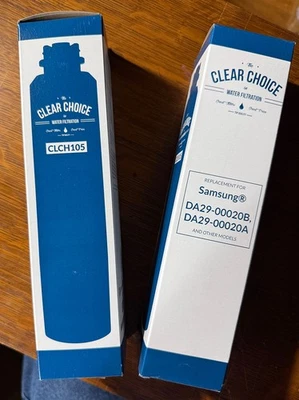 The
CLEAR CHOICE
IN
WATER FILTRATION
CLCH105
The
CLEAR CHOICE
IN
WATER FILTRATION
REPLACEMENT FOR
Samsung®
DA29-00020B,
DA29-00020A
AND OTHER MODELS